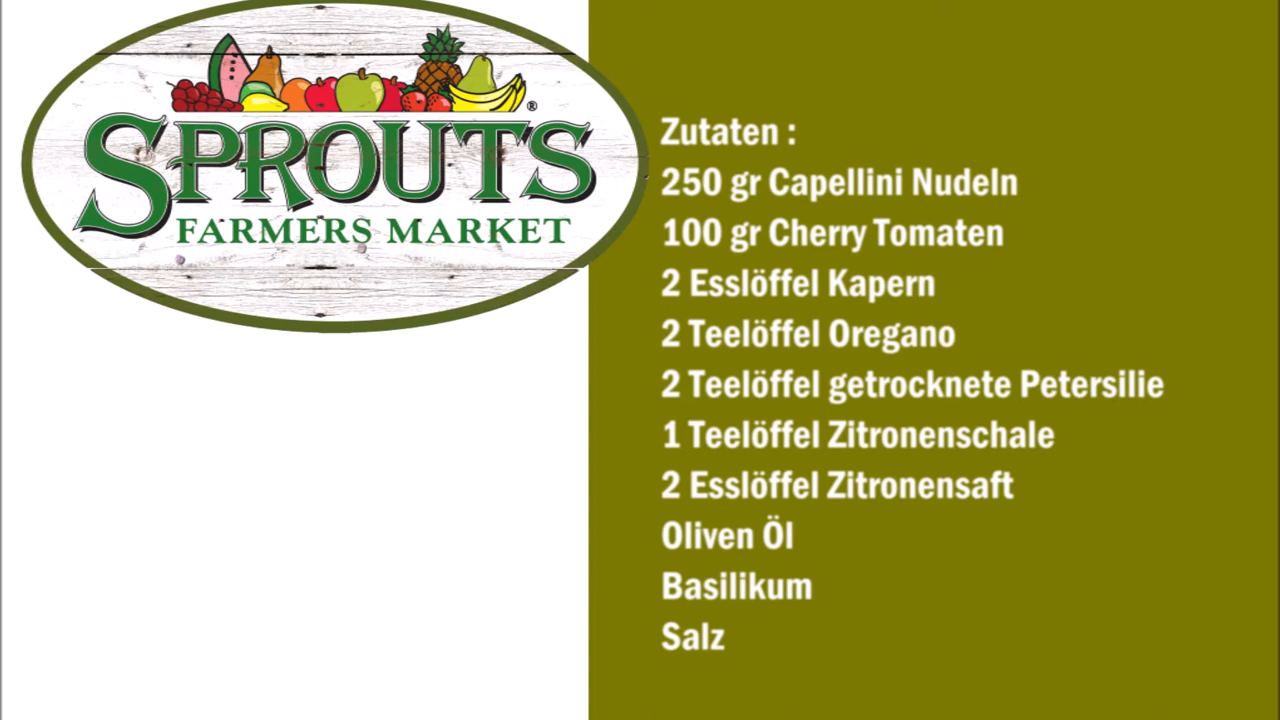 SPROUTS
®
FARMERS MARKET
Zutaten :
250 gr Capellini Nudeln
100 gr Cherry Tomaten
2 Esslöffel Kapern
2 Teelöffel Oregano
2 Teelöffel getrocknete Petersilie
1 Teelöffel Zitronenschale
2 Esslöffel Zitronensaft
Oliven Öl
Basilikum
Salz